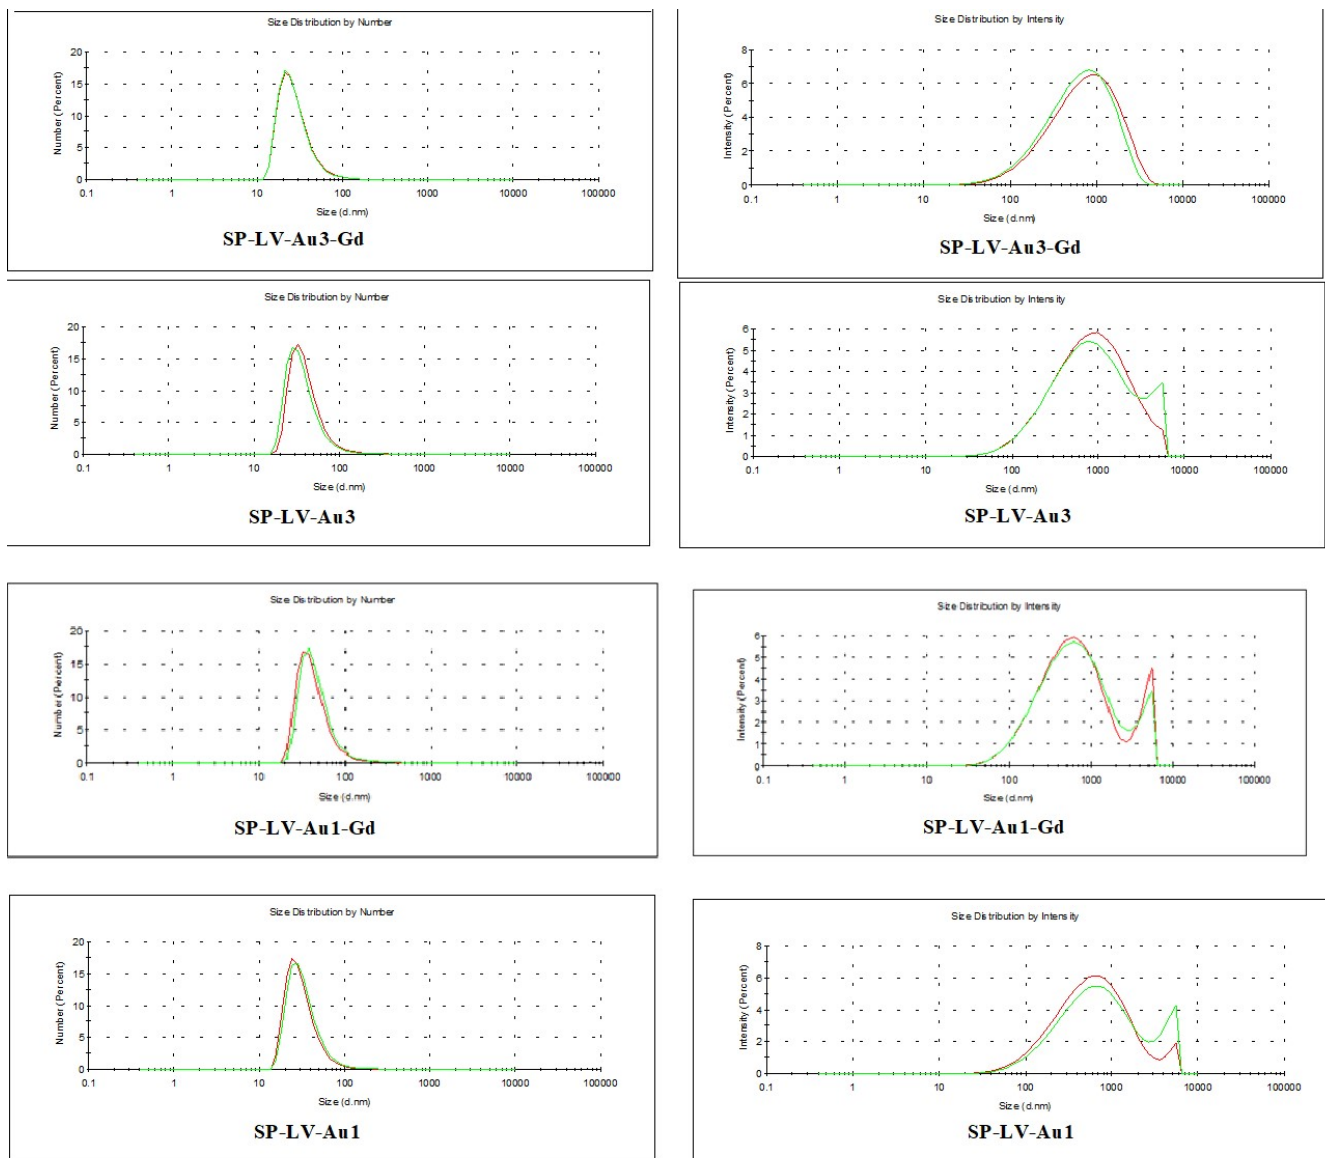 Size Distribution by Number
20
15
10
5
0
Number (Percent)
0.1 1 10 100 1000 10000 100000
Size (d.nm)
SP-LV-Au3-Gd
Size Distribution by Intensity
8
6
4
2
0
Intensity (Percent)
0.1 1 10 100 1000 10000 100000
Size (d.nm)
SP-LV-Au3-Gd
Size Distribution by Number
20
15
10
5
0
Number (Percent)
0.1 1 10 100 1000 10000 100000
Size (d.nm)
SP-LV-Au3
Size Distribution by Intensity
6
5
4
3
2
1
0
Intensity (Percent)
0.1 1 10 100 1000 10000 100000
Size (d.nm)
SP-LV-Au3
Size Distribution by Number
20
15
10
5
0
Number (Percent)
0.1 1 10 100 1000 10000 100000
Size (d.nm)
SP-LV-Au1-Gd
Size Distribution by Intensity
6
5
4
3
2
1
0
Intensity (Percent)
0.1 1 10 100 1000 10000 100000
Size (d.nm)
SP-LV-Au1-Gd
Size Distribution by Number
20
15
10
5
0
Number (Percent)
0.1 1 10 100 1000 10000 100000
Size (d.nm)
SP-LV-Au1
Size Distribution by Intensity
8
6
4
2
0
Intensity (Percent)
0.1 1 10 100 1000 10000 100000
Size (d.nm)
SP-LV-Au1